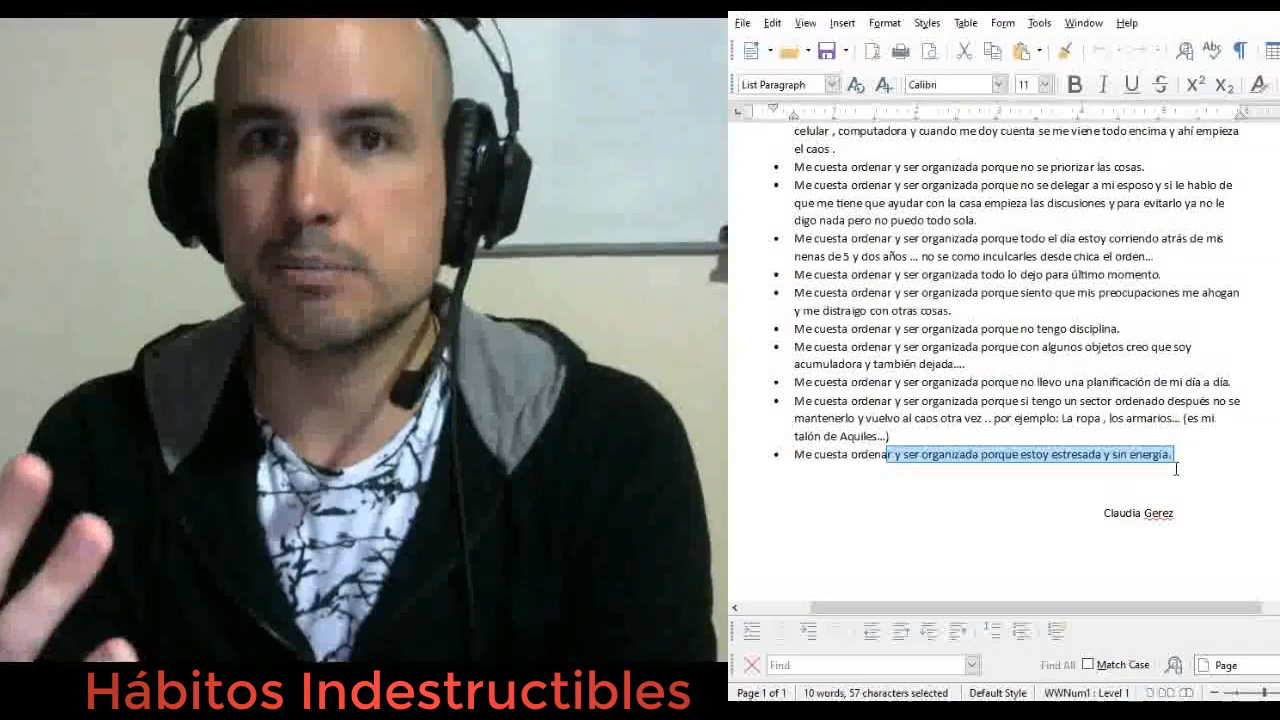 File Edit View Insert Format Styles Table Form Tools Window Help
List Paragraph Calibri 11
celular , computadora y cuando me doy cuenta se me viene todo encima y ahí empieza
el caos .
• Me cuesta ordenar y ser organizada porque no se priorizar las cosas.
• Me cuesta ordenar y ser organizada porque no se delegar a mi esposo y si le hablo de
que me tiene que ayudar con la casa empieza las discusiones y para evitarlo ya no le
digo nada pero no puedo todo sola.
• Me cuesta ordenar y ser organizada porque todo el día estoy corriendo atrás de mis
nenas de 5 y dos años ... no se como inculcarles desde chica el orden...
• Me cuesta ordenar y ser organizada todo lo dejo para último momento.
• Me cuesta ordenar y ser organizada porque siento que mis preocupaciones me ahogan
y me distraigo con otras cosas.
• Me cuesta ordenar y ser organizada porque no tengo disciplina.
• Me cuesta ordenar y ser organizada porque con algunos objetos creo que soy
acumuladora y también dejada....
• Me cuesta ordenar y ser organizada porque no llevo una planificación de mi día a día.
• Me cuesta ordenar y ser organizada porque si tengo un sector ordenado después no se
mantenerlo y vuelvo al caos otra vez .. por ejemplo: La ropa , los armarios... (es mi
talón de Aquiles...)
• Me cuesta ordenar y ser organizada porque estoy estresada y sin energía.
Claudia Gerez
Find Find All Match Case Page
Page 1 of 1 10 words, 57 characters selected Default Style WWNum1 : Level 1
Hábitos Indestructibles